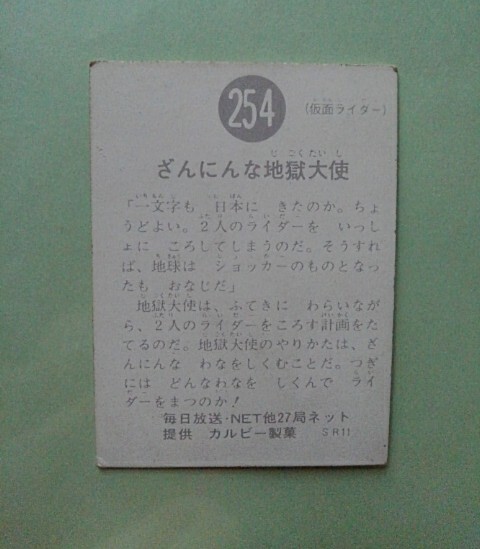 254
(仮面ライダー)
ざんにんな地獄大使
「一文字も 日本に きたのか。ちょ
うどよい。2人のライダーを いっし
ょに ころしてしまうのだ。そうすれ
ば、地球は ショッカーのものとなっ
たも おなじだ」
地獄大使は、ふてきに わらいなが
ら、2人のライダーをころす計画をた
てるのだ。地獄大使のやりかたは、ざ
んにんな わなをしくむことだ。つぎ
には どんなわなを しくんで ライ
ダーをまつのか!
毎日放送・NET他27局ネット
提供 カルビー製菓 SR11